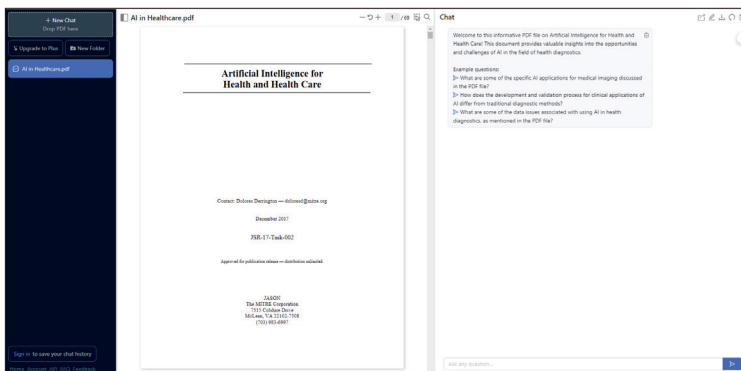 + New Chat
Drop PDF here
Upgrade to Plus
New Folder
AI in Healthcare.pdf
Sign in to save your chat history
Home Account API FAQ Feedback
AI in Healthcare.pdf
1 /69
Artificial Intelligence for
Health and Health Care
Contact: Dolores Derrington — dolored@mitre.org
December 2017
JSR-17-Task-002
Approved for publication release — distribution unlimited.
JASON
The MITRE Corporation
7515 Colshire Drive
McLean, VA 22102-7508
(703) 983-6997
Chat
Welcome to this informative PDF file on Artificial Intelligence for Health and
Health Care! This document provides valuable insights into the opportunities
and challenges of AI in the field of health diagnostics.
Example questions:
What are some of the specific AI applications for medical imaging discussed
in the PDF file?
How does the development and validation process for clinical applications of
AI differ from traditional diagnostic methods?
What are some of the data issues associated with using AI in health
diagnostics, as mentioned in the PDF file?
Ask any question...